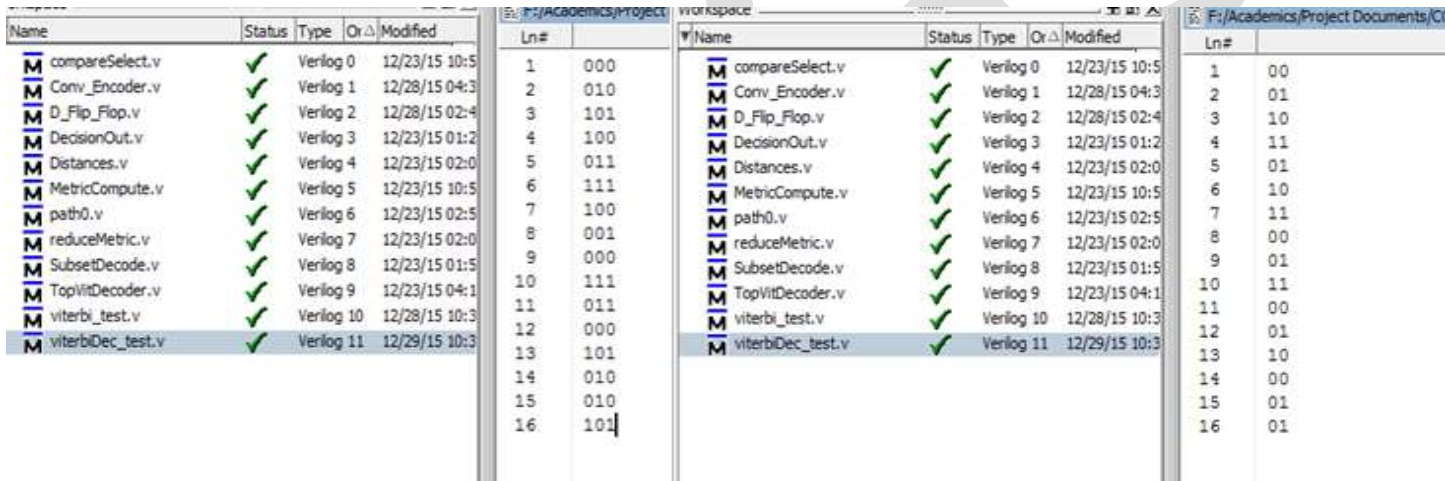 F:/Academics/Project
Name Status Type Or Modified
compareSelect.v Verilog 0 12/23/15 10:5
Conv_Encoder.v Verilog 1 12/28/15 04:3
D_Flip_Flop.v Verilog 2 12/28/15 02:4
DecisionOut.v Verilog 3 12/23/15 01:2
Distances.v Verilog 4 12/23/15 02:0
MetricCompute.v Verilog 5 12/23/15 10:5
path0.v Verilog 6 12/23/15 02:5
reduceMetric.v Verilog 7 12/23/15 02:0
SubsetDecode.v Verilog 8 12/23/15 01:5
TopVitDecoder.v Verilog 9 12/23/15 04:1
viterbi_test.v Verilog 10 12/28/15 10:3
viterbiDec_test.v Verilog 11 12/29/15 10:3
Ln#
1 000
2 010
3 101
4 100
5 011
6 111
7 100
8 001
9 000
10 111
11 011
12 000
13 101
14 010
15 010
16 101
Workspace
Name Status Type Or Modified
compareSelect.v Verilog 0 12/23/15 10:5
Conv_Encoder.v Verilog 1 12/28/15 04:3
D_Flip_Flop.v Verilog 2 12/28/15 02:4
DecisionOut.v Verilog 3 12/23/15 01:2
Distances.v Verilog 4 12/23/15 02:0
MetricCompute.v Verilog 5 12/23/15 10:5
path0.v Verilog 6 12/23/15 02:5
reduceMetric.v Verilog 7 12/23/15 02:0
SubsetDecode.v Verilog 8 12/23/15 01:5
TopVitDecoder.v Verilog 9 12/23/15 04:1
viterbi_test.v Verilog 10 12/28/15 10:3
viterbiDec_test.v Verilog 11 12/29/15 10:3
F:/Academics/Project Documents/
Ln#
1 00
2 01
3 10
4 11
5 01
6 10
7 11
8 00
9 01
10 11
11 00
12 01
13 10
14 00
15 01
16 01